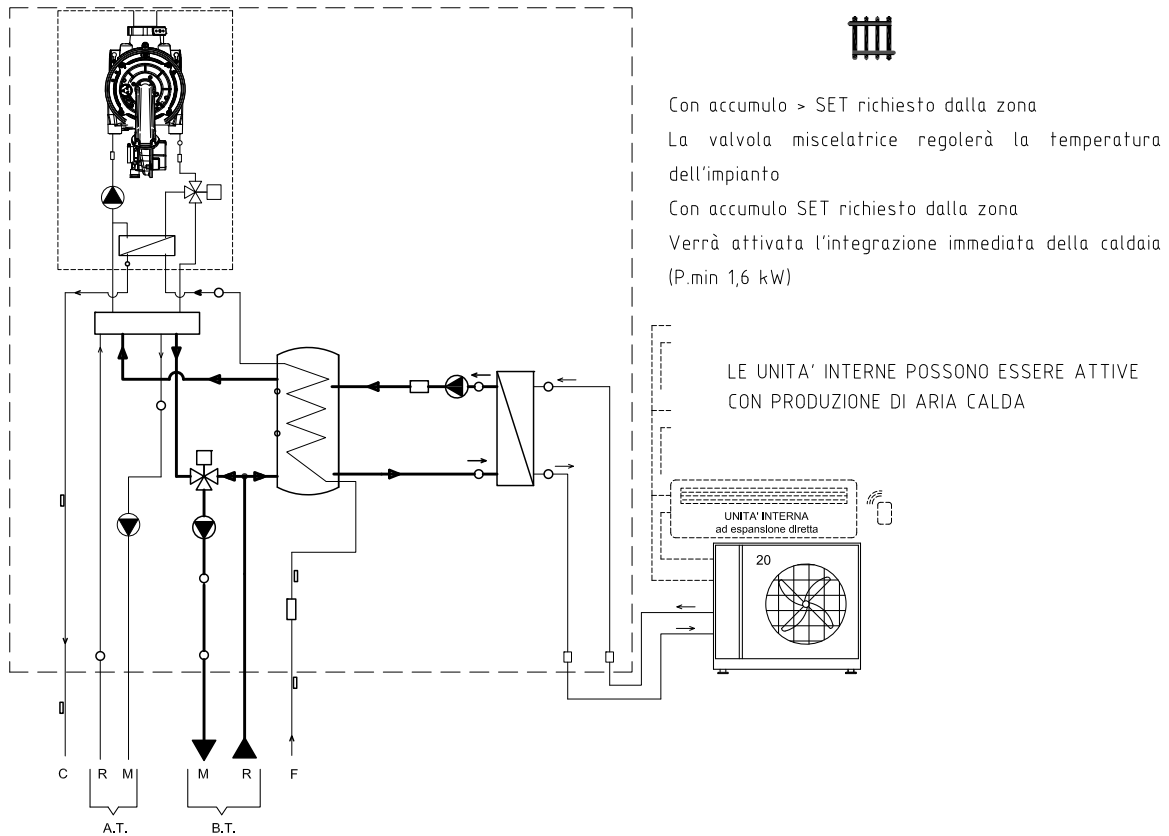 Con accumulo > SET richiesto dalla zona
La valvola miscelatrice regolerà la temperatura
dell'impianto
Con accumulo SET richiesto dalla zona
Verrà attivata l'integrazione immediata della caldaia
(P.min 1,6 kW)
LE UNITA' INTERNE POSSONO ESSERE ATTIVE
CON PRODUZIONE DI ARIA CALDA
UNITA' INTERNA
ad espansione diretta
20
C R M M R F
A.T. B.T.